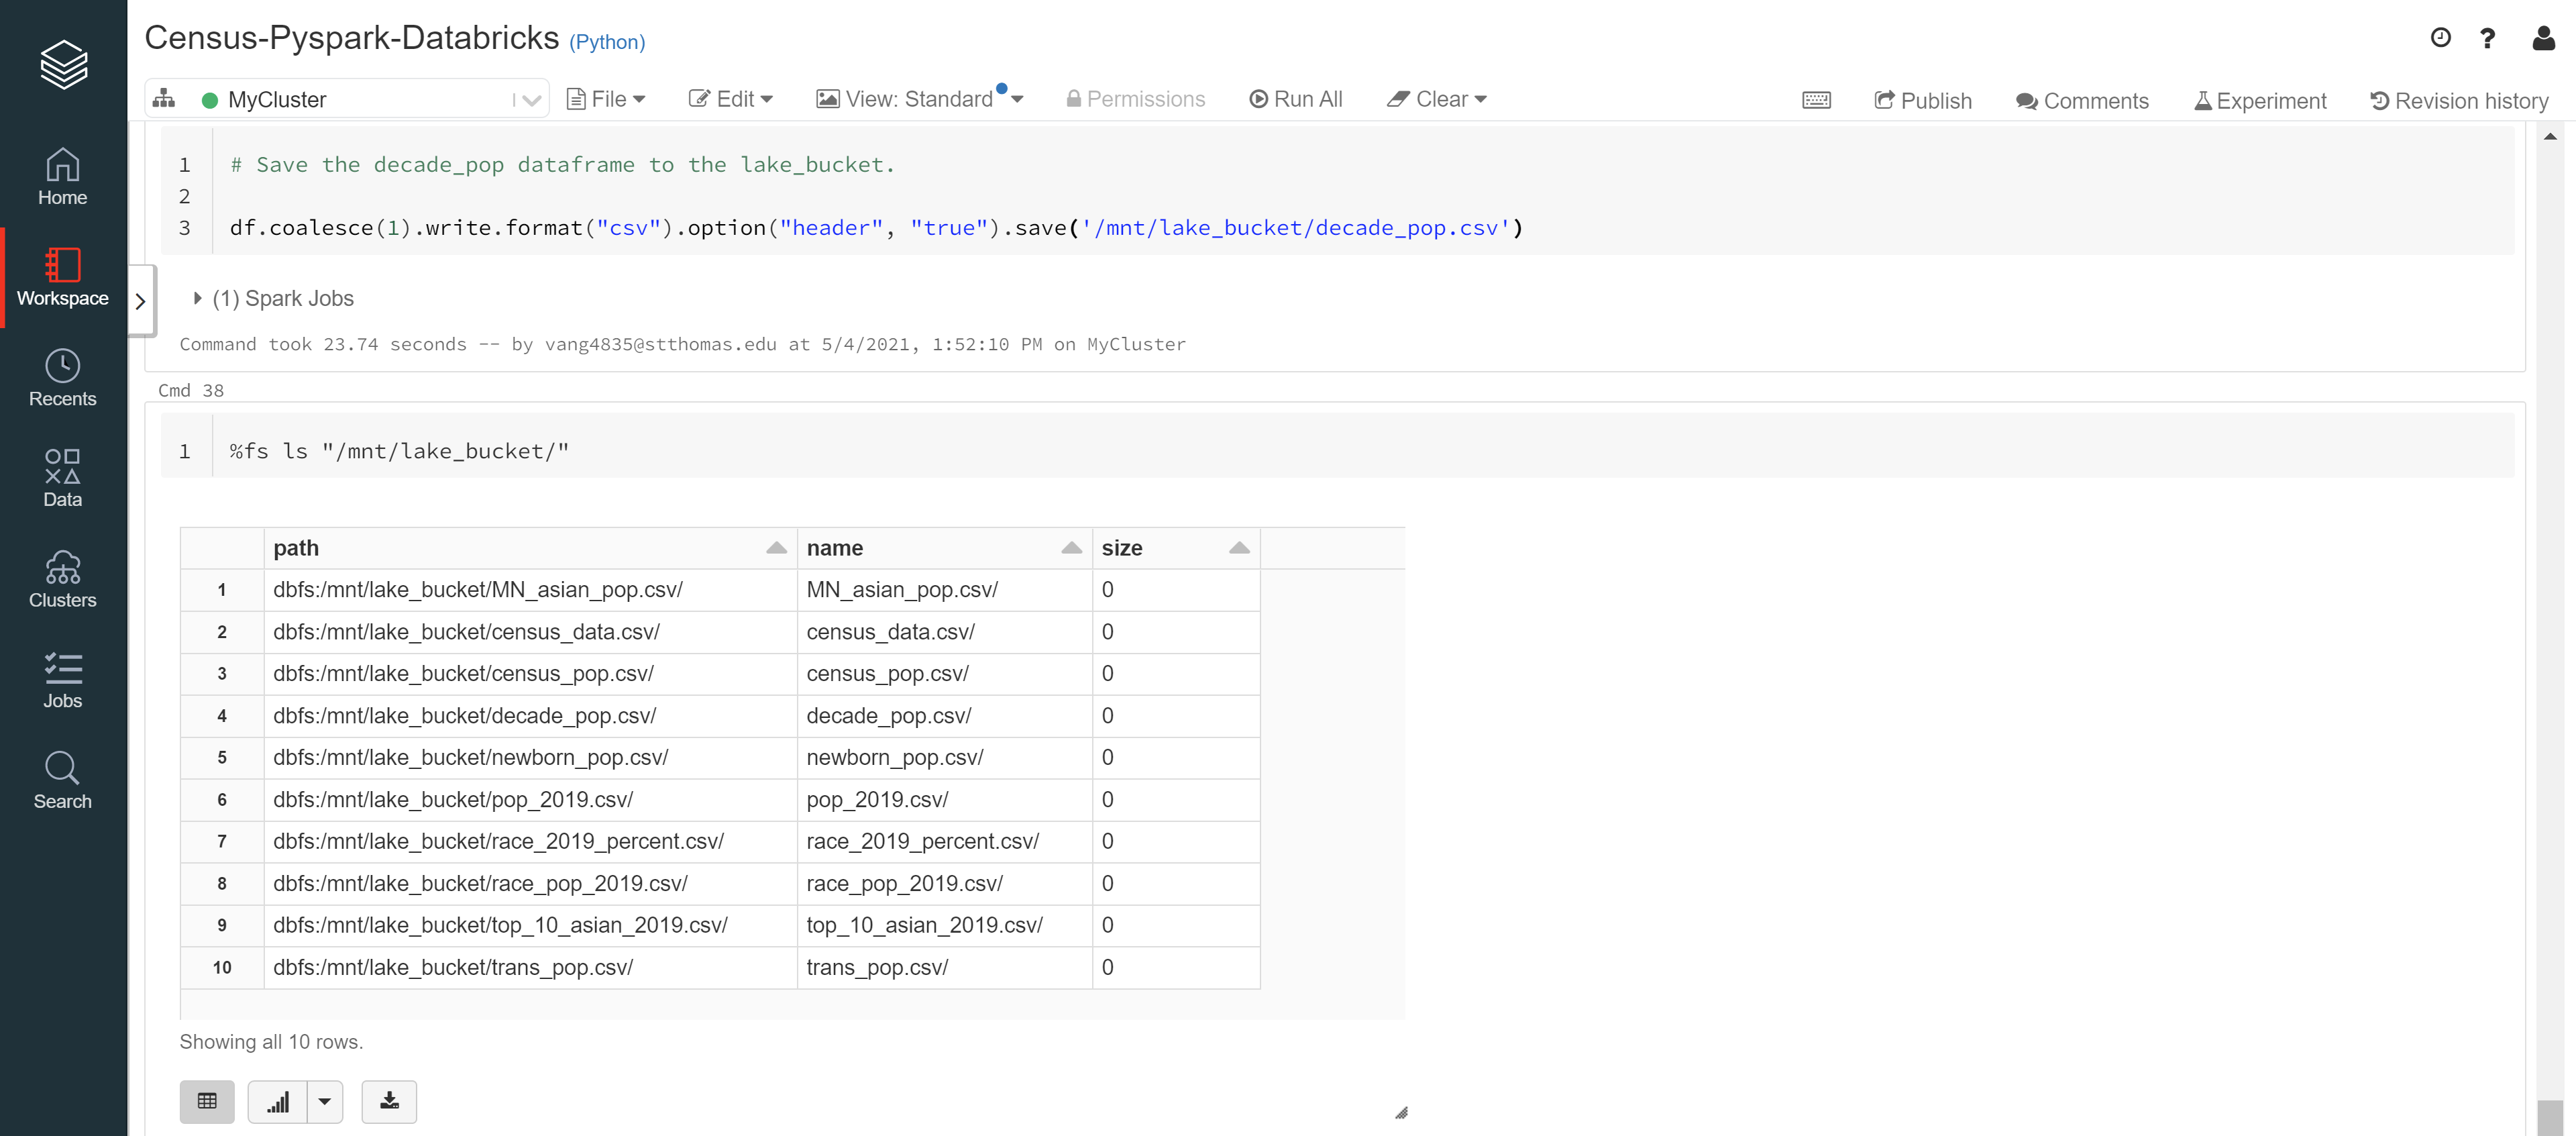 Census-Pyspark-Databricks (Python)
MyCluster File Edit View: Standard Permissions Run All Clear Publish Comments Experiment Revision history
Home
Workspace
Recents
Data
Clusters
Jobs
Search
1 # Save the decade_pop dataframe to the lake_bucket.
2
3 df.coalesce(1).write.format("csv").option("header", "true").save('/mnt/lake_bucket/decade_pop.csv')
(1) Spark Jobs
Command took 23.74 seconds -- by vang4835@stthomas.edu at 5/4/2021, 1:52:10 PM on MyCluster
Cmd 38
1 %fs ls "/mnt/lake_bucket/"
path name size
1 dbfs:/mnt/lake_bucket/MN_asian_pop.csv/ MN_asian_pop.csv/ 0
2 dbfs:/mnt/lake_bucket/census_data.csv/ census_data.csv/ 0
3 dbfs:/mnt/lake_bucket/census_pop.csv/ census_pop.csv/ 0
4 dbfs:/mnt/lake_bucket/decade_pop.csv/ decade_pop.csv/ 0
5 dbfs:/mnt/lake_bucket/newborn_pop.csv/ newborn_pop.csv/ 0
6 dbfs:/mnt/lake_bucket/pop_2019.csv/ pop_2019.csv/ 0
7 dbfs:/mnt/lake_bucket/race_2019_percent.csv/ race_2019_percent.csv/ 0
8 dbfs:/mnt/lake_bucket/race_pop_2019.csv/ race_pop_2019.csv/ 0
9 dbfs:/mnt/lake_bucket/top_10_asian_2019.csv/ top_10_asian_2019.csv/ 0
10 dbfs:/mnt/lake_bucket/trans_pop.csv/ trans_pop.csv/ 0
Showing all 10 rows.